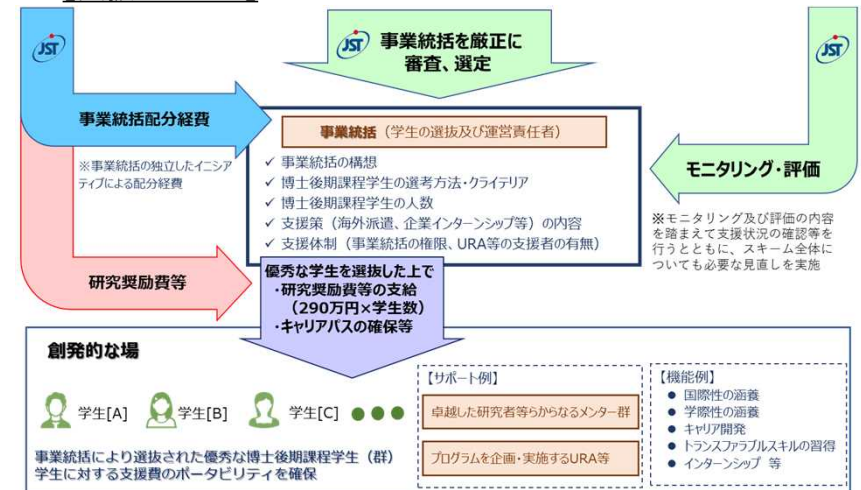 JST
事業統括を厳正に
審査、選定
JST
JST
事業統括配分経費
※事業統括の独立したイニシア
ティブによる配分経費
研究奨励費等
事業統括（学生の選抜及び運営責任者）
✓ 事業統括の構想
✓ 博士後期課程学生の選考方法・クライテリア
✓ 博士後期課程学生の人数
✓ 支援策（海外派遣、企業インターンシップ等）の内容
✓ 支援体制（事業統括の権限、URA等の支援者の有無）
モニタリング・評価
※モニタリング及び評価の内容
を踏まえて支援状況の確認等を
行うとともに、スキーム全体に
ついても必要な見直しを実施
優秀な学生を選抜した上で
・研究奨励費等の支給
（290万円×学生数）
・キャリアパスの確保等
創発的な場
学生[A]
学生[B]
学生[C]
●●●
事業統括により選抜された優秀な博士後期課程学生（群）
学生に対する支援費のポータビリティを確保
【サポート例】
卓越した研究者等らからなるメンター群
プログラムを企画・実施するURA等
【機能例】
● 国際性の涵養
● 学際性の涵養
● キャリア開発
● トランスファラブルスキルの習得
● インターンシップ 等